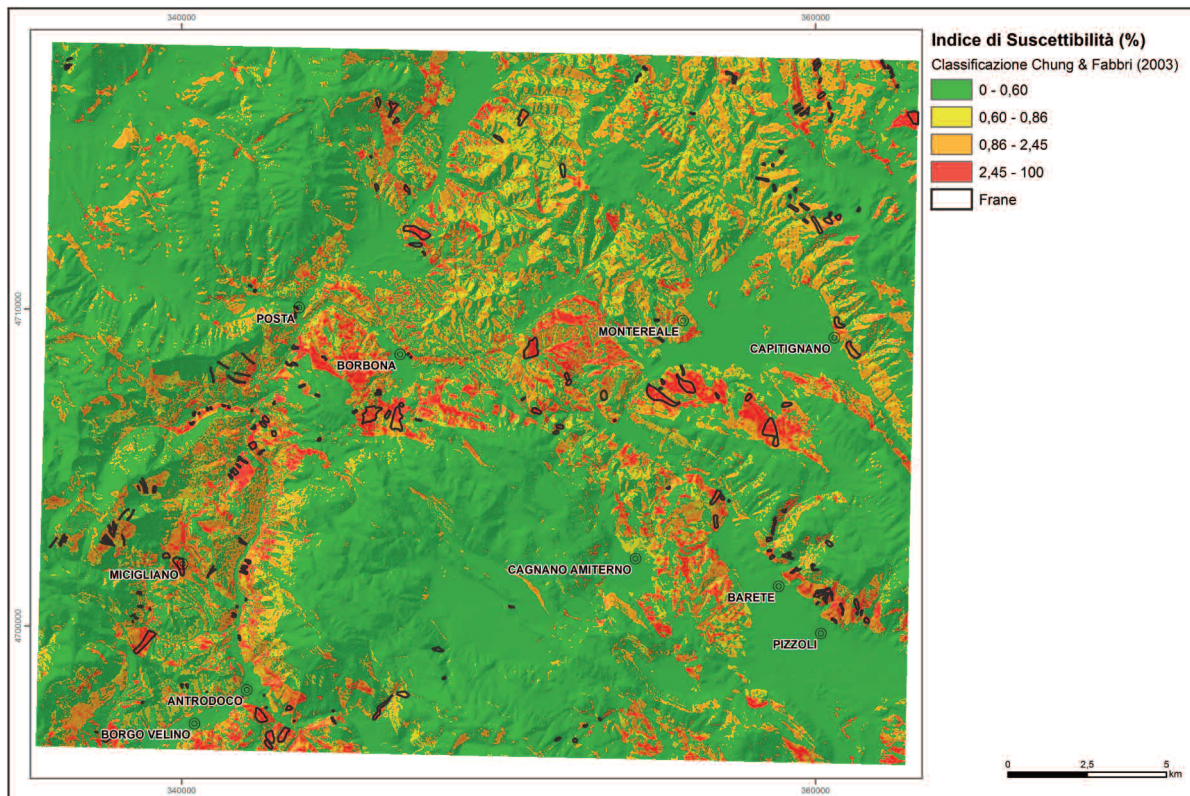 340000
360000
Indice di Suscettibilità (%)
Classificazione Chung & Fabbri (2003)
0 - 0,60
0,60 - 0,86
0,86 - 2,45
2,45 - 100
Frane
4710000
POSTA
MONTEREALE
CAPITIGNANO
BORBONA
CAGNANO AMITERNO
MICIGLIANO
BARETE
4700000
PIZZOLI
ANTRODOCO
BORGO VELINO
0
2,5
5
km
340000
360000